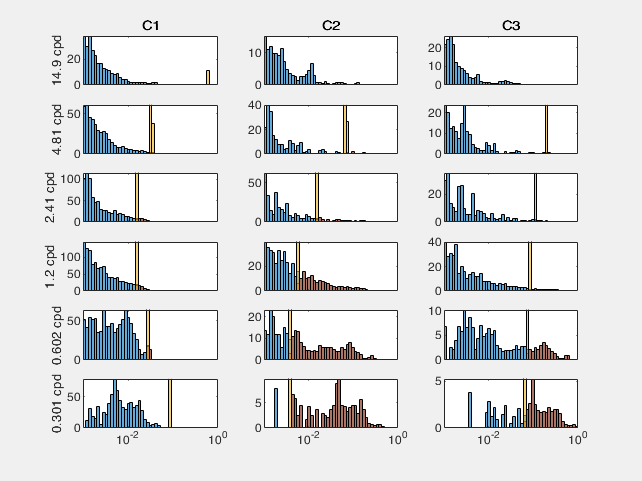 C1 C2 C3
14.9 cpd 20 0 10 0 20 10 0
4.81 cpd 50 0 40 20 0 20 10 0
2.41 cpd 100 50 0 50 0 20 0
1.2 cpd 100 50 0 20 0 40 20 0
0.602 cpd 50 0 20 10 0 10 5 0
0.301 cpd 50 0 5 0 5 0
10^-2 10^0 10^-2 10^0 10^-2 10^0